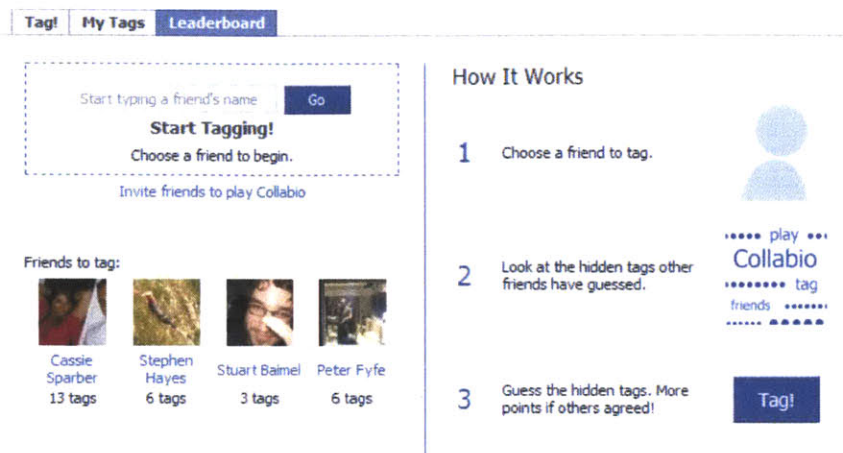 Tag!
My Tags
Leaderboard
Start typing a friend's name
Go
Start Tagging!
Choose a friend to begin.
Invite friends to play Collabio
Friends to tag:
Cassie
Sparber
13 tags
Stephen
Hayes
6 tags
Stuart Baimel
3 tags
Peter Fyfe
6 tags
How It Works
1
Choose a friend to tag.
2
Look at the hidden tags other
friends have guessed.
play
Collabio
tag
friends
3
Guess the hidden tags. More
points if others agreed!
Tag!